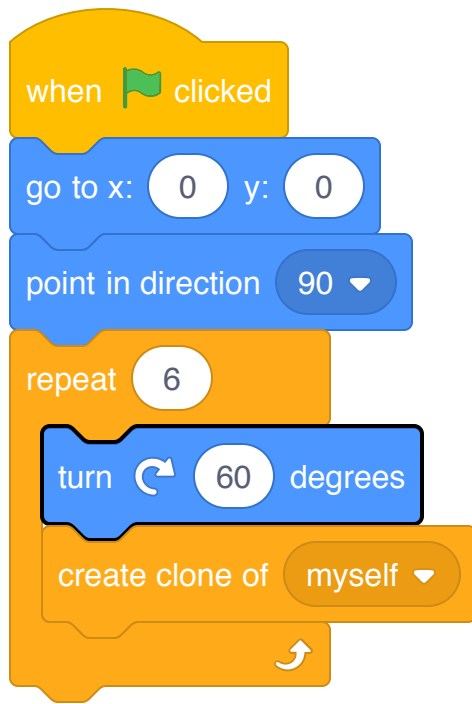 when clicked
go to x: 0 y: 0
point in direction 90
repeat 6
turn 60 degrees
create clone of myself